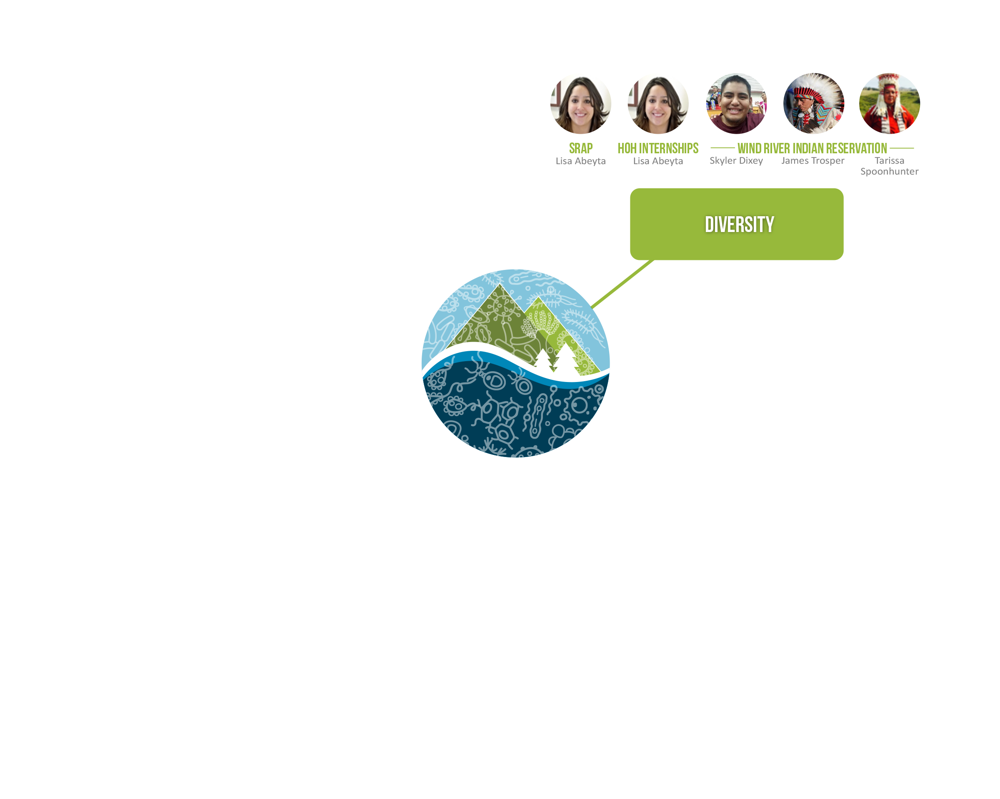 SRAP
Lisa Abeyta
HOH INTERNSHIPS
Lisa Abeyta
WIND RIVER INDIAN RESERVATION
Skyler Dixey
James Trosper
Tarissa
Spoonhunter
DIVERSITY